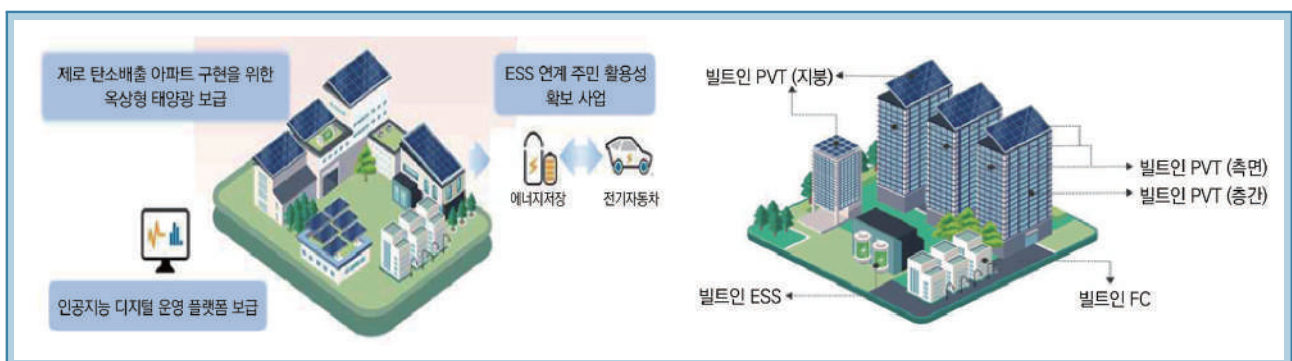 제로 탄소배출 아파트 구현을 위한
옥상형 태양광 보급
ESS 연계 주민 활용성
확보 사업
에너지저장
전기자동차
인공지능 디지털 운영 플랫폼 보급
빌트인 PVT (지붕)
빌트인 PVT (측면)
빌트인 PVT (층간)
빌트인 ESS
빌트인 FC